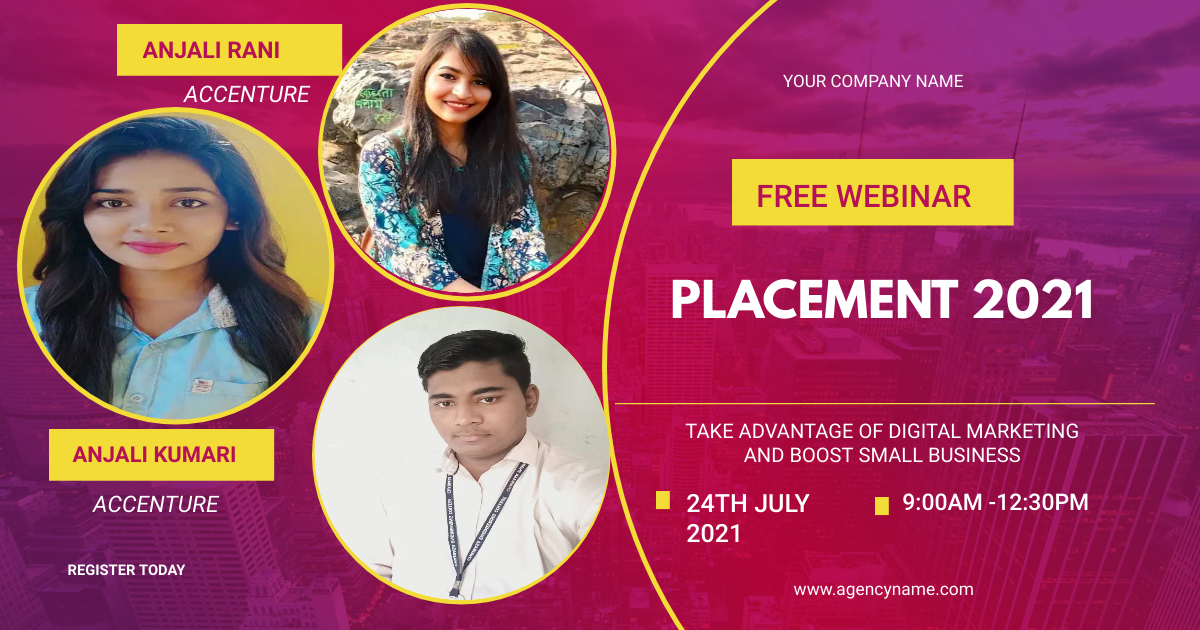 ANJALI RANI
ACCENTURE
ANJALI KUMARI
ACCENTURE
REGISTER TODAY
YOUR COMPANY NAME
FREE WEBINAR
PLACEMENT 2021
TAKE ADVANTAGE OF DIGITAL MARKETING
AND BOOST SMALL BUSINESS
24TH JULY
2021
9:00AM -12:30PM
www.agencyname.com